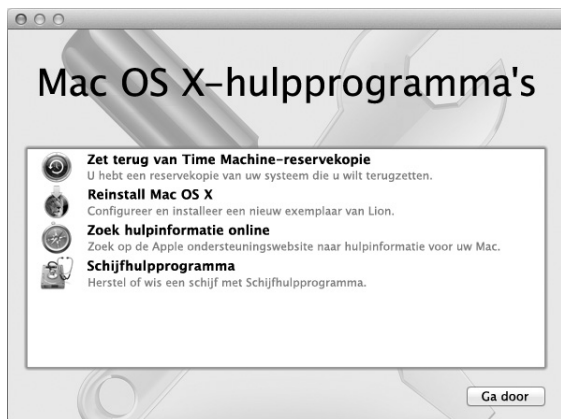 Mac OS X-hulpprogramma's
Zet terug van Time Machine-reservekopie
U hebt een reservekopie van uw systeem die u wilt terugzetten.
Reinstall Mac OS X
Configureer en installeer een nieuw exemplaar van Lion.
Zoek hulpinformatie online
Zoek op de Apple ondersteuningswebsite naar hulpinformatie voor uw Mac.
Schijfhulpprogramma
Herstel of wis een schijf met Schijfhulpprogramma.
Ga door